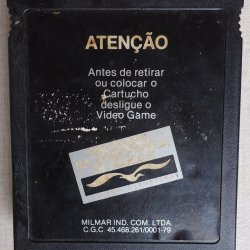 ATENÇÃO
Antes de retirar
ou colocar o
Cartucho
desligue o
Video Game
MILMAR IND. COM. LTDA.
C.G.C. 45.468.261/0001-79